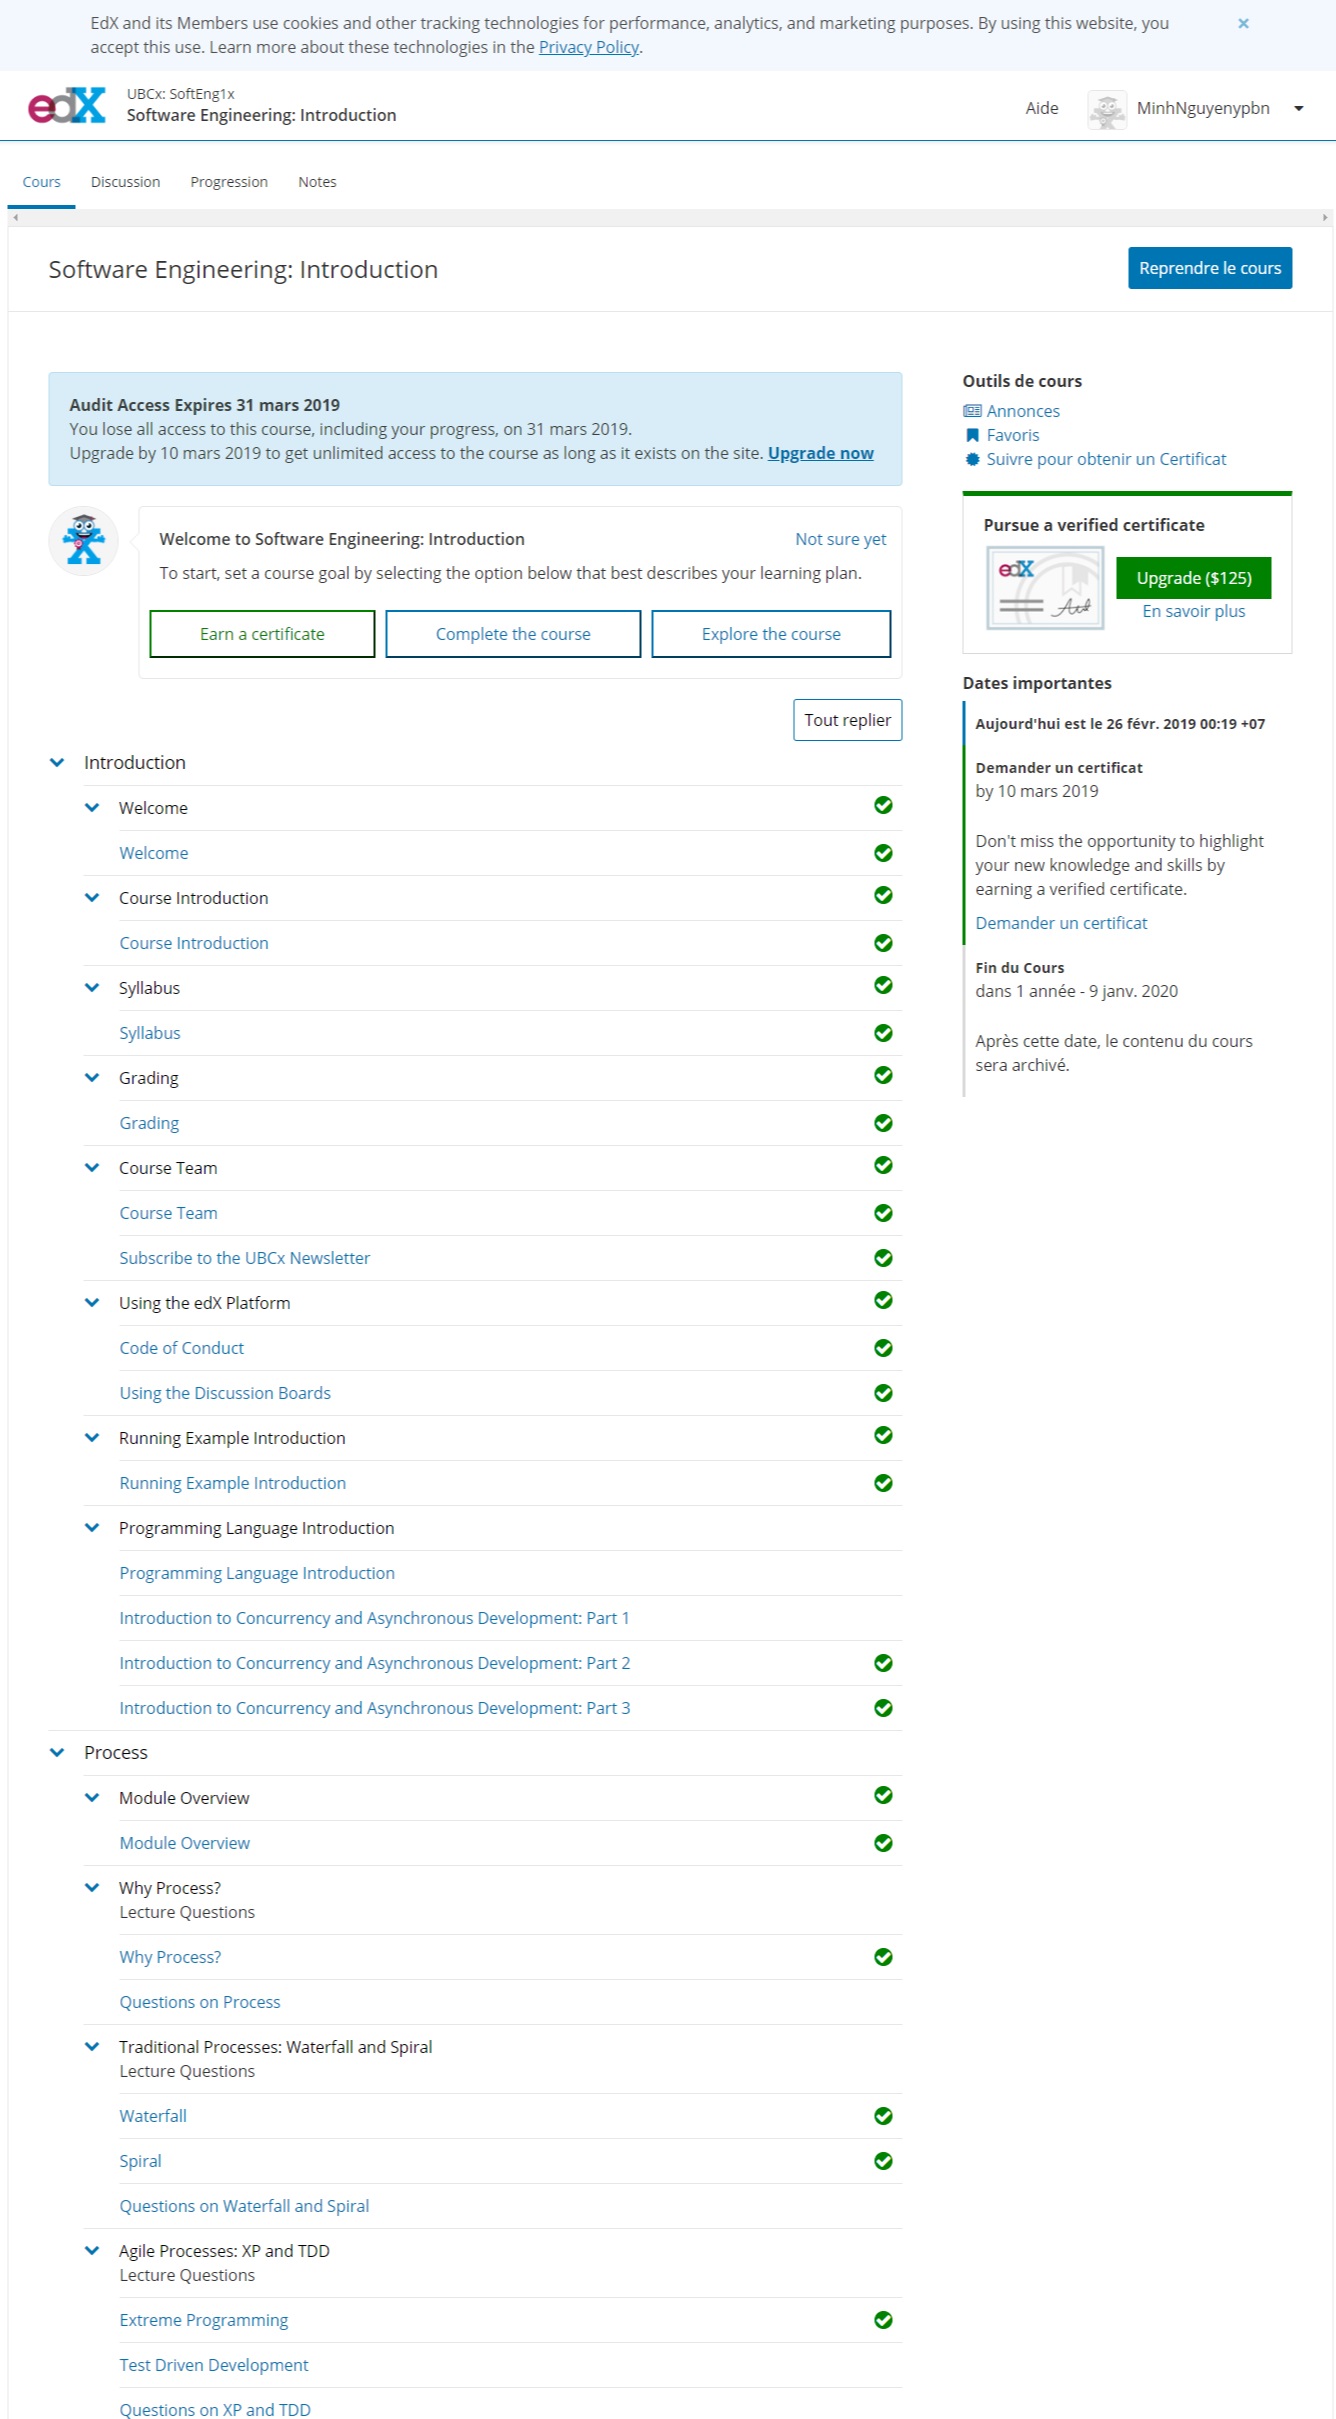 EdX and its Members use cookies and other tracking technologies for performance, analytics, and marketing purposes. By using this website, you
accept this use. Learn more about these technologies in the Privacy Policy.
×
edX
UBCx: SoftEng1x
Software Engineering: Introduction
Aide
MinhNguyenypbn
Cours
Discussion
Progression
Notes
Software Engineering: Introduction
Reprendre le cours
Audit Access Expires 31 mars 2019
You lose all access to this course, including your progress, on 31 mars 2019.
Upgrade by 10 mars 2019 to get unlimited access to the course as long as it exists on the site. Upgrade now
Welcome to Software Engineering: Introduction
Not sure yet
To start, set a course goal by selecting the option below that best describes your learning plan.
Earn a certificate
Complete the course
Explore the course
Tout replier
Introduction
Welcome
Welcome
Course Introduction
Course Introduction
Syllabus
Syllabus
Grading
Grading
Course Team
Course Team
Subscribe to the UBCx Newsletter
Using the edX Platform
Code of Conduct
Using the Discussion Boards
Running Example Introduction
Running Example Introduction
Programming Language Introduction
Programming Language Introduction
Introduction to Concurrency and Asynchronous Development: Part 1
Introduction to Concurrency and Asynchronous Development: Part 2
Introduction to Concurrency and Asynchronous Development: Part 3
Process
Module Overview
Module Overview
Why Process?
Lecture Questions
Why Process?
Questions on Process
Traditional Processes: Waterfall and Spiral
Lecture Questions
Waterfall
Spiral
Questions on Waterfall and Spiral
Agile Processes: XP and TDD
Lecture Questions
Extreme Programming
Test Driven Development
Questions on XP and TDD
Outils de cours
Annonces
Favoris
Suivre pour obtenir un Certificat
Pursue a verified certificate
edX
Upgrade ($125)
En savoir plus
Dates importantes
Aujourd'hui est le 26 févr. 2019 00:19 +07
Demander un certificat
by 10 mars 2019
Don't miss the opportunity to highlight
your new knowledge and skills by
earning a verified certificate.
Demander un certificat
Fin du Cours
dans 1 année - 9 janv. 2020
Après cette date, le contenu du cours
sera archivé.